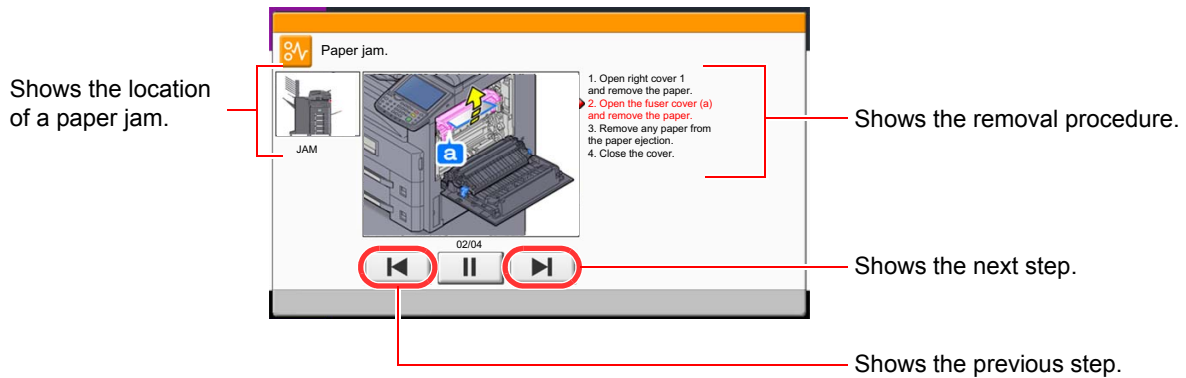 Paper jam.
Shows the location
of a paper jam.
JAM
a
1. Open right cover 1
and remove the paper.
2. Open the fuser cover (a)
and remove the paper.
3. Remove any paper from
the paper ejection.
4. Close the cover.
Shows the removal procedure.
02/04
Shows the next step.
Shows the previous step.